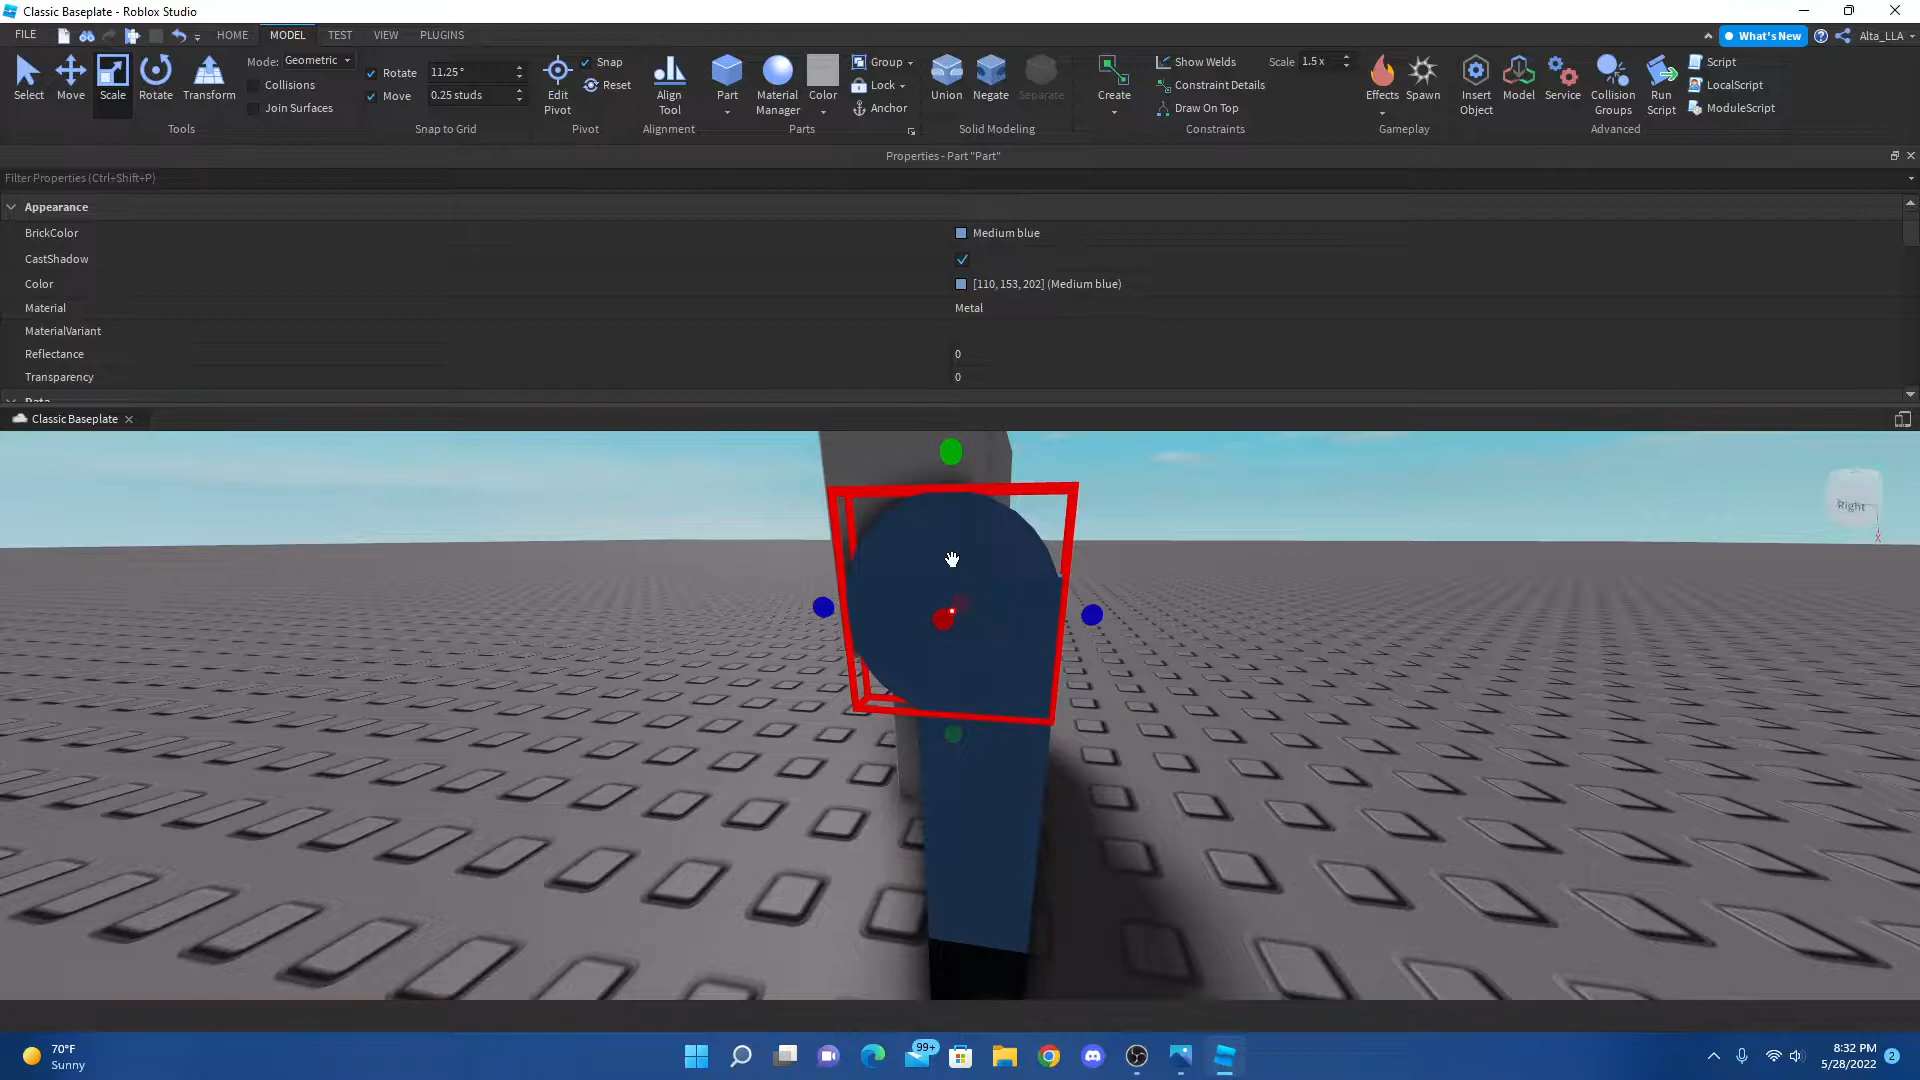 Classic Baseplate - Roblox Studio
FILE HOME MODEL TEST VIEW PLUGINS What's New Alta_LLA
Select Move Scale Rotate Transform
Mode: Geometric
Collisions
Join Surfaces
Tools
Rotate 11.25 °
Move 0.25 studs
Snap to Grid
Edit Pivot
Snap
Reset
Pivot
Align Tool
Alignment
Part Material Manager Color
Group
Lock
Anchor
Parts
Union Negate Separate
Solid Modeling
Create
Show Welds
Constraint Details
Draw On Top
Scale 1.5 x
Constraints
Effects Spawn
Gameplay
Insert Object
Model Service
Collision Groups
Run Script
Script
LocalScript
ModuleScript
Advanced
Properties - Part "Part"
Filter Properties (Ctrl+Shift+P)
Appearance
BrickColor Medium blue
CastShadow
Color [110, 153, 202] (Medium blue)
Material Metal
MaterialVariant
Reflectance 0
Transparency 0
Data
Classic Baseplate
Right
X
70°F
Sunny
99+
8:32 PM
5/28/2022
2